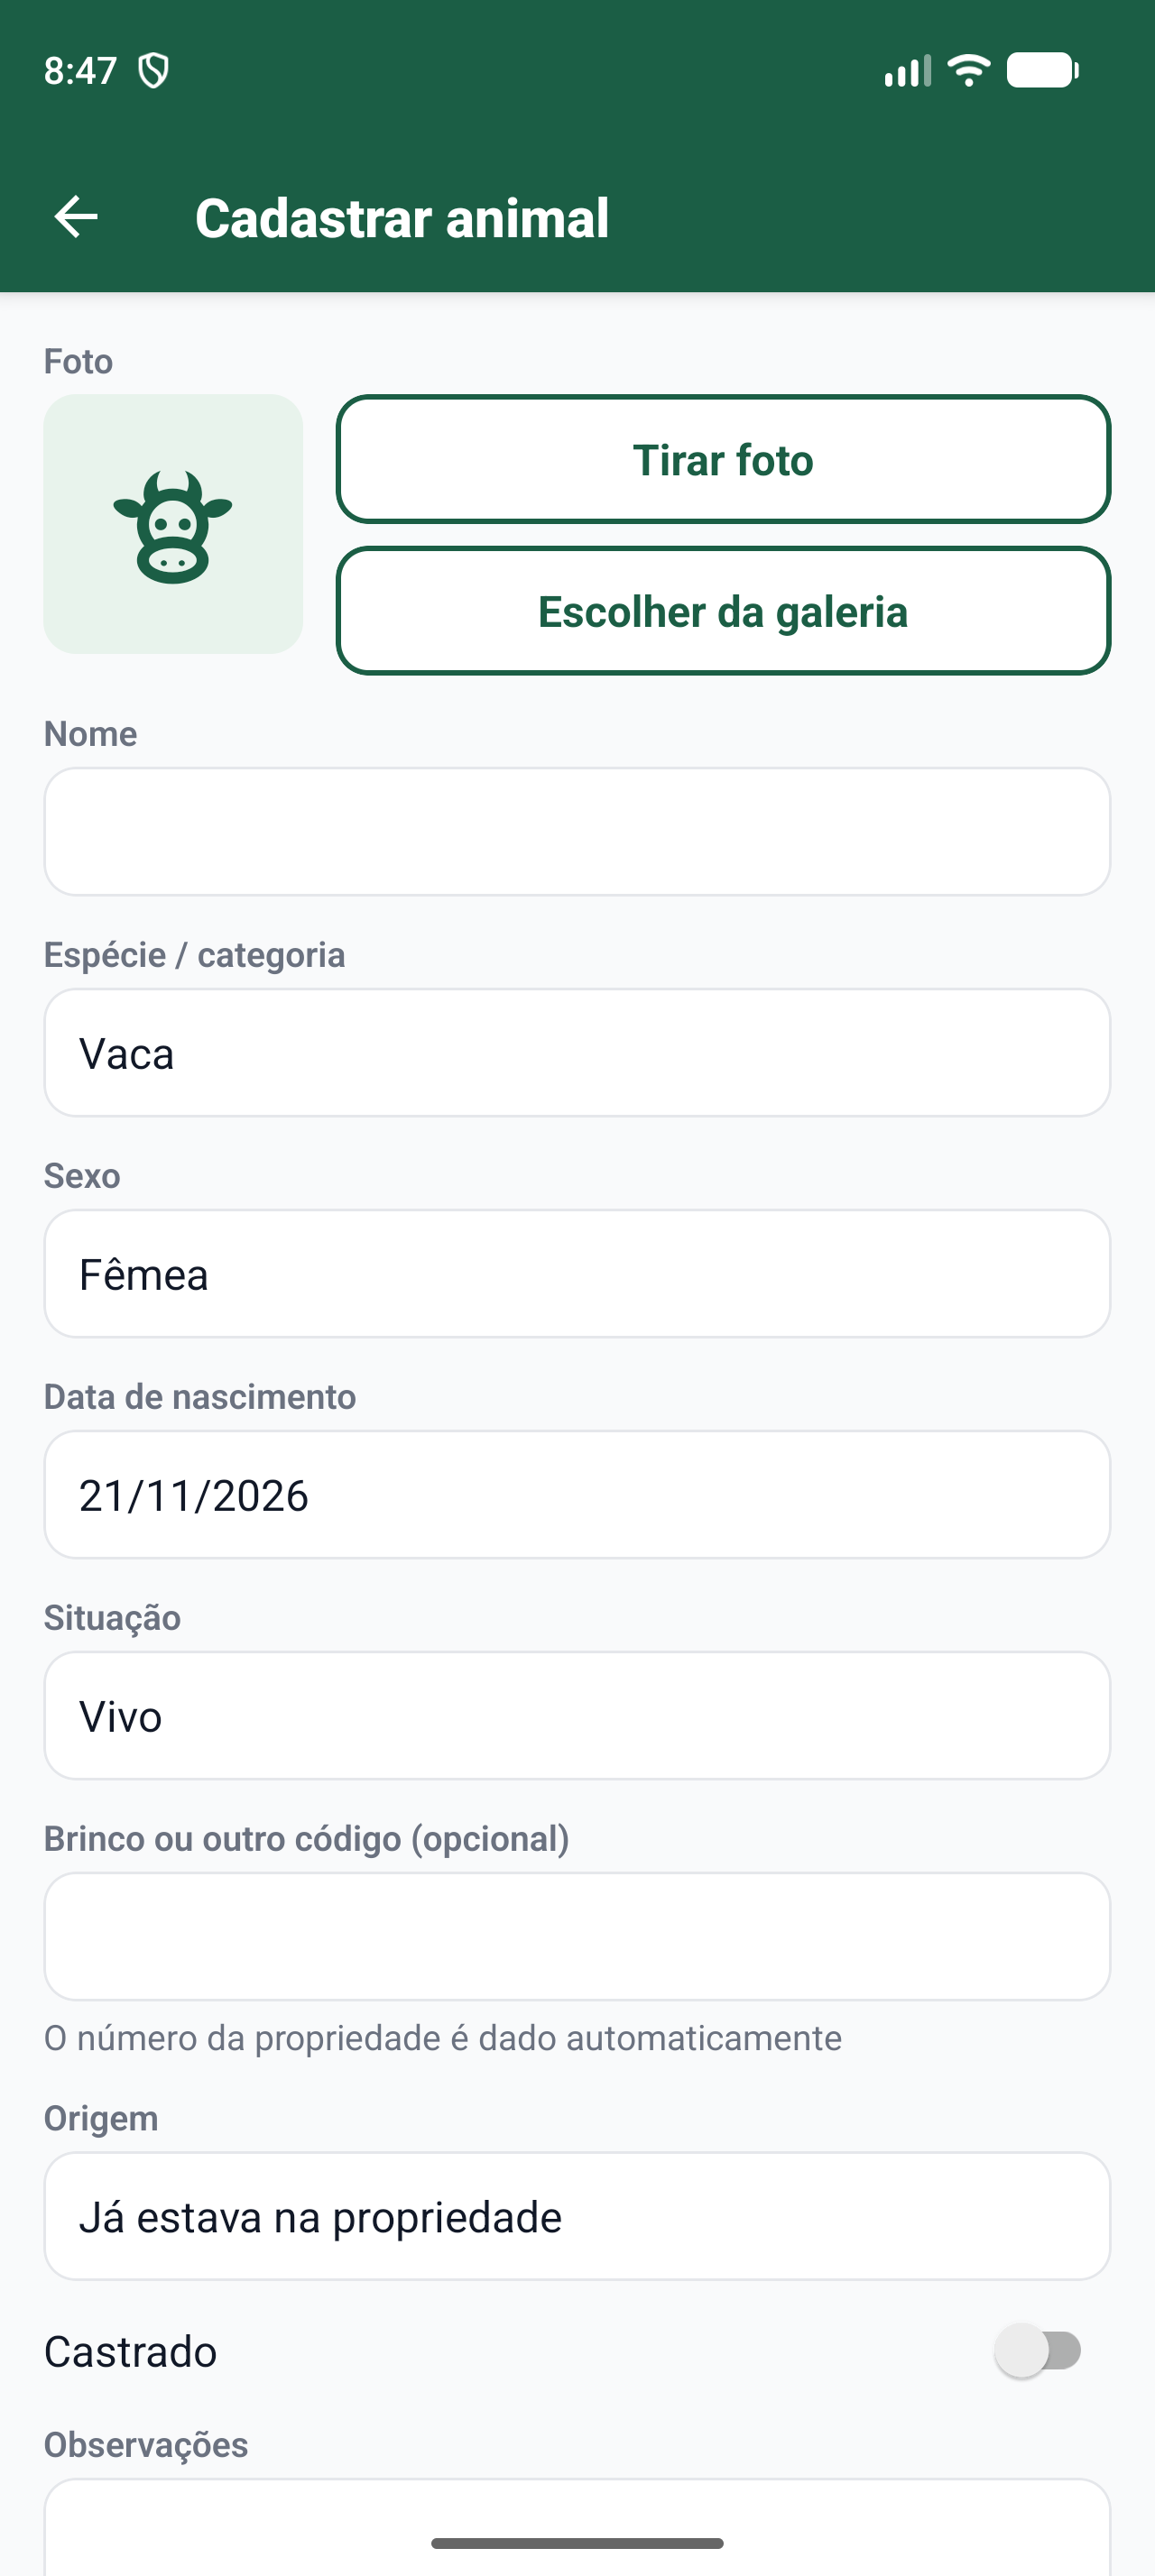 8:47
Cadastrar animal
Foto
Tirar foto
Escolher da galeria
Nome
Espécie / categoria
Vaca
Sexo
Fêmea
Data de nascimento
21/11/2026
Situação
Vivo
Brinco ou outro código (opcional)
O número da propriedade é dado automaticamente
Origem
Já estava na propriedade
Castrado
Observações